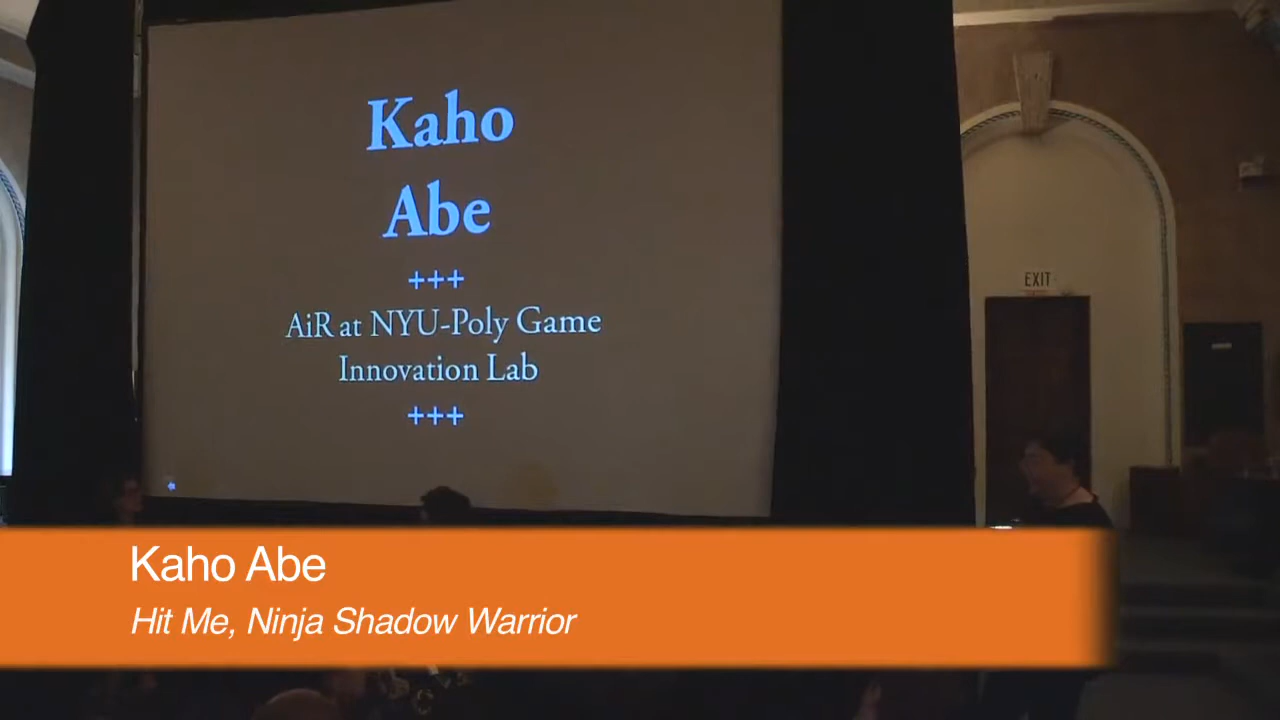 Kaho
Abe
+++
AiR at NYU-Poly Game
Innovation Lab
+++
EXIT
Kaho Abe
Hit Me, Ninja Shadow Warrior